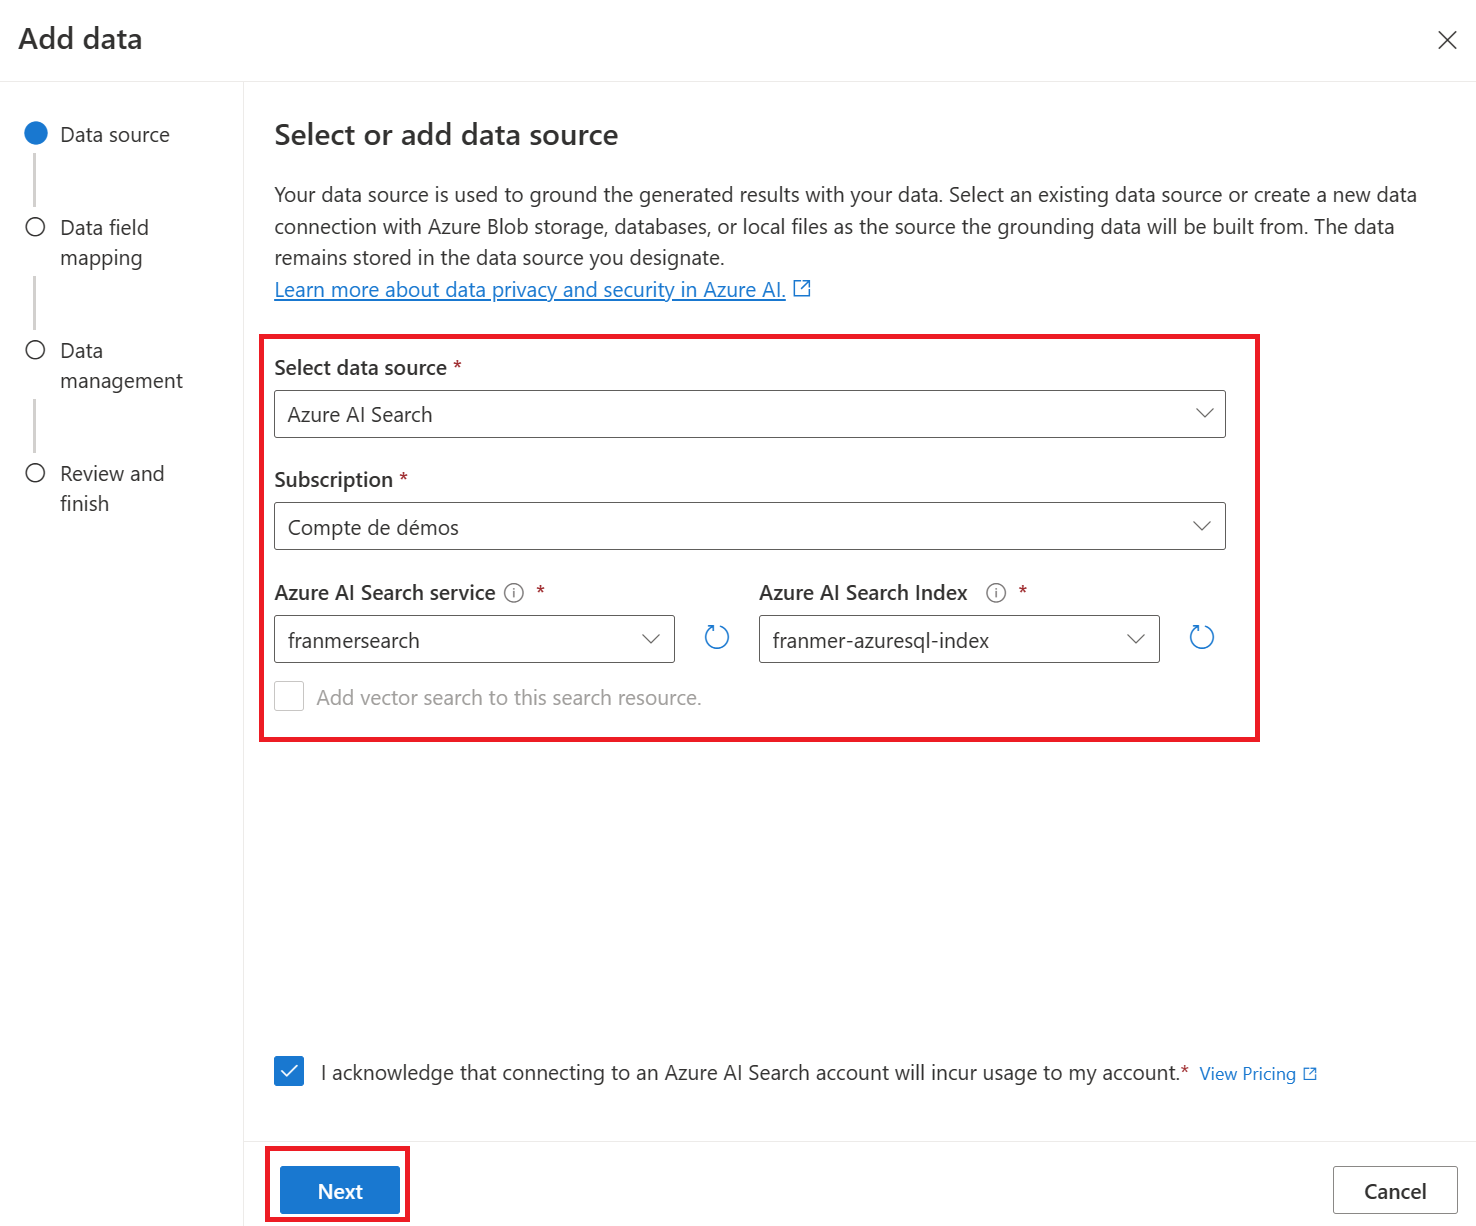 Add data
Data source
Data field
mapping
Data
management
Review and
finish
Select or add data source
Your data source is used to ground the generated results with your data. Select an existing data source or create a new data
connection with Azure Blob storage, databases, or local files as the source the grounding data will be built from. The data
remains stored in the data source you designate.
Learn more about data privacy and security in Azure AI.
Select data source *
Azure AI Search
Subscription *
Compte de démos
Azure AI Search service *
franmersearch
Azure AI Search Index *
franmer-azuresql-index
Add vector search to this search resource.
I acknowledge that connecting to an Azure AI Search account will incur usage to my account.* View Pricing
Next
Cancel